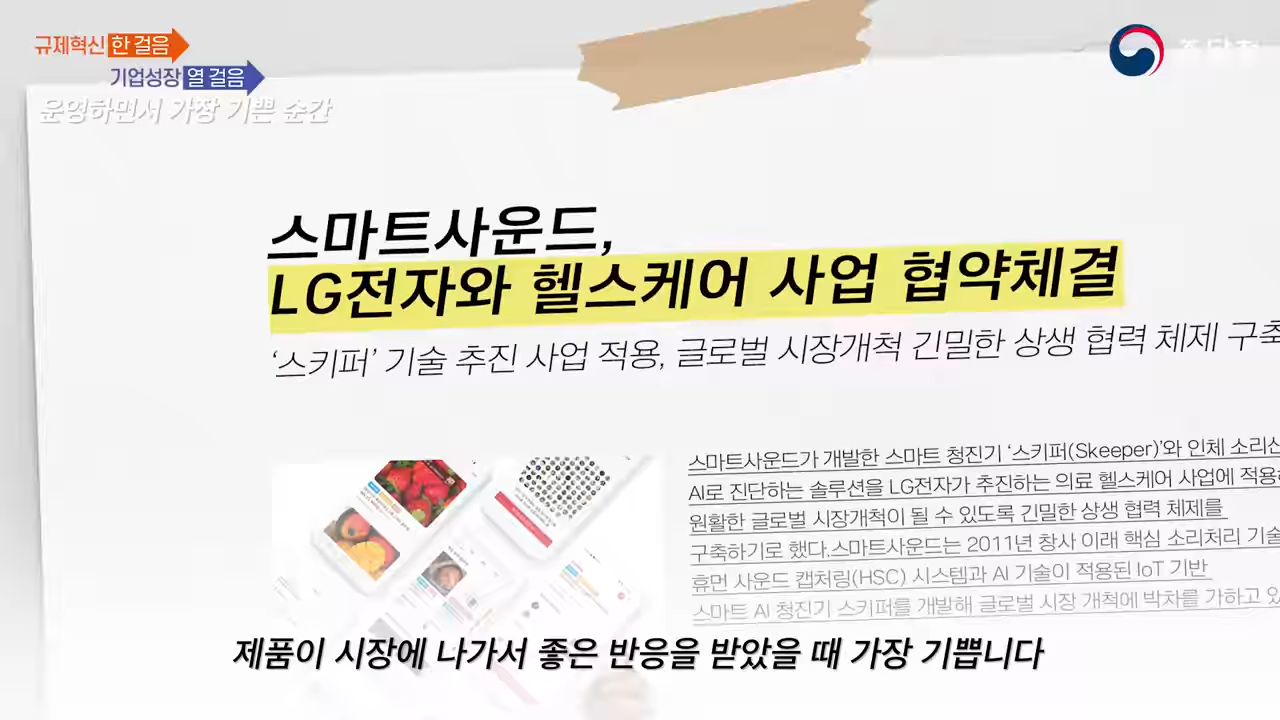 규제혁신 한 걸음
기업성장 열 걸음
운영하면서 가장 기쁜 순간
스마트사운드,
LG전자와 헬스케어 사업 협약체결
‘스키퍼’ 기술 추진 사업 적용, 글로벌 시장개척 긴밀한 상생 협력 체제 구축
스마트사운드가 개발한 스마트 청진기 ‘스키퍼(Skeeper)’와 인체 소리신
AI로 진단하는 솔루션을 LG전자가 추진하는 의료 헬스케어 사업에 적용
원활한 글로벌 시장개척이 될 수 있도록 긴밀한 상생 협력 체제를
구축하기로 했다.스마트사운드는 2011년 창사 이래 핵심 소리처리 기술
휴먼 사운드 캡처링(HSC) 시스템과 AI 기술이 적용된 IoT 기반
스마트 AI 청진기 스키퍼를 개발해 글로벌 시장 개척에 박차를 가하고
제품이 시장에 나가서 좋은 반응을 받았을 때 가장 기쁩니다